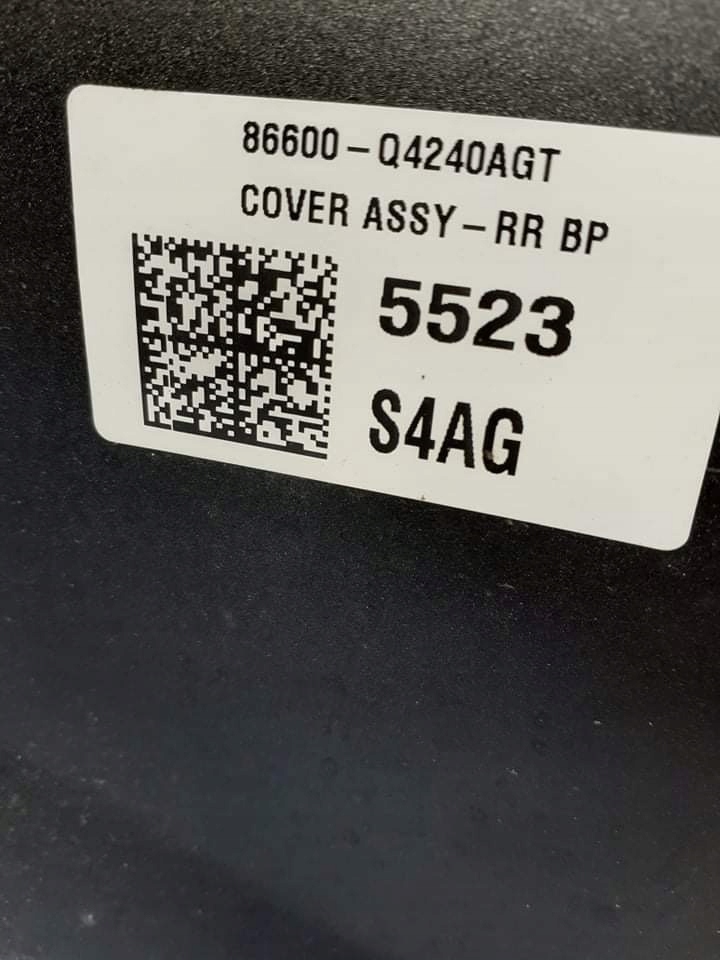 86600-Q4240AGT
COVER ASSY-RR BP
5523
S4AG